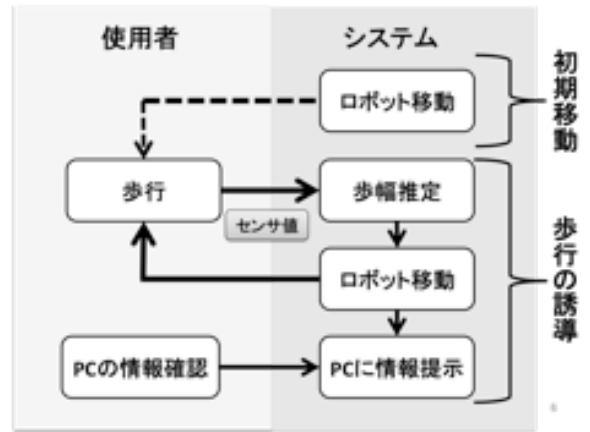 使用者
システム
ロボット移動
初期移動
歩行
歩幅推定
センサ値
ロボット移動
歩行の誘導
PCの情報確認
PCに情報提示